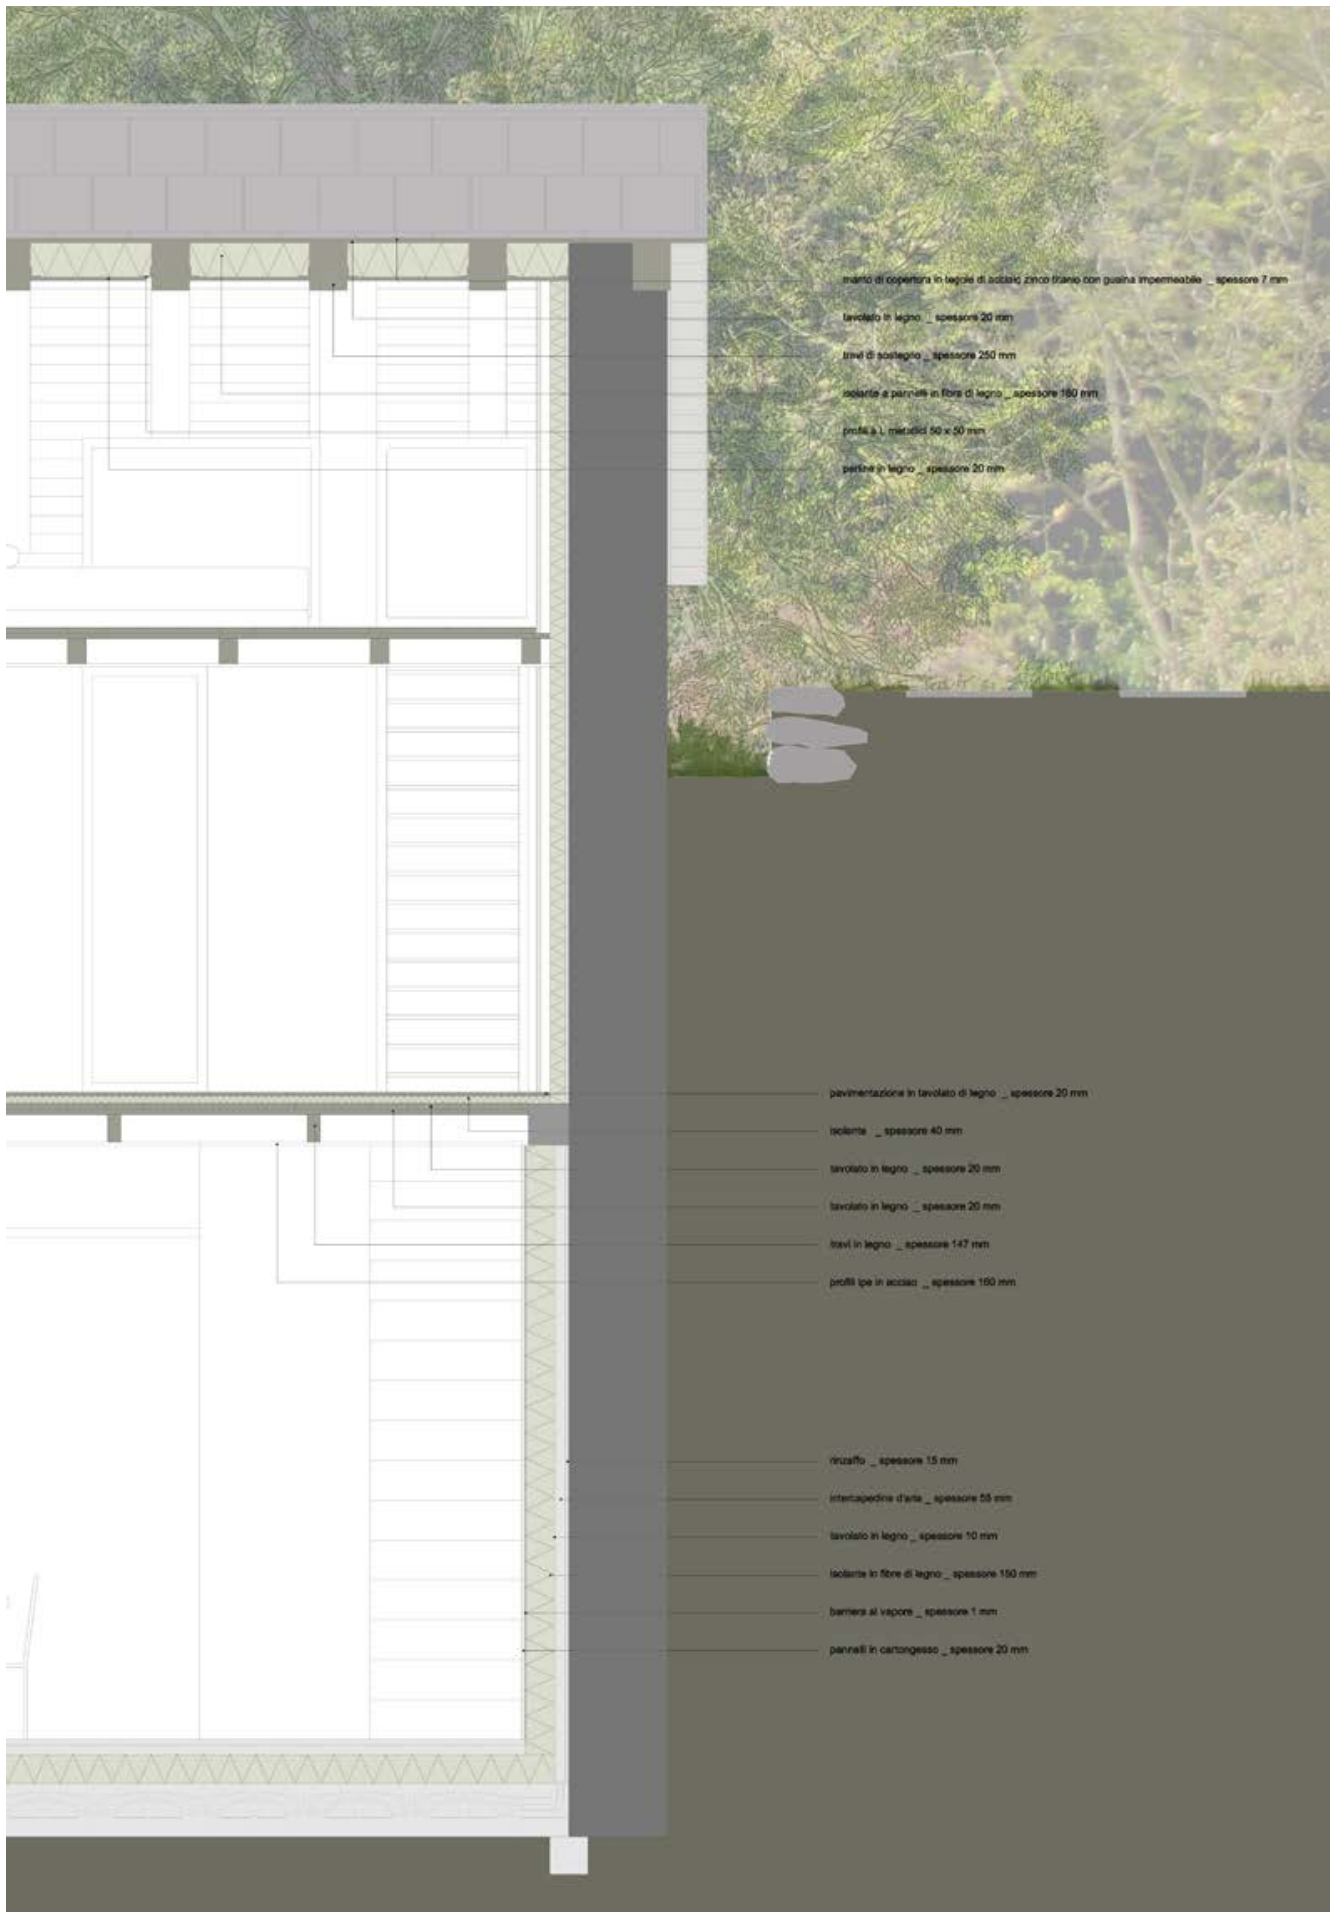 manto di copertura in tegole di acciaio zinco titanio con guaina impermeabile _ spessore 7 mm
tavolato in legno _ spessore 20 mm
travi di sostegno _ spessore 250 mm
isolante a pannelli in fibra di legno _ spessore 160 mm
profili a L metallici 50 x 50 mm
perline in legno _ spessore 20 mm
pavimentazione in tavolato di legno _ spessore 20 mm
isolante _ spessore 40 mm
tavolato in legno _ spessore 20 mm
tavolato in legno _ spessore 20 mm
travi in legno _ spessore 147 mm
profili ipe in acciao _ spessore 160 mm
rinzaffo _ spessore 15 mm
intercapedine d'aria _ spessore 55 mm
tavolato in legno _ spessore 10 mm
isolante in fibre di legno _ spessore 150 mm
barriera al vapore _ spessore 1 mm
pannelli in cartongesso _ spessore 20 mm